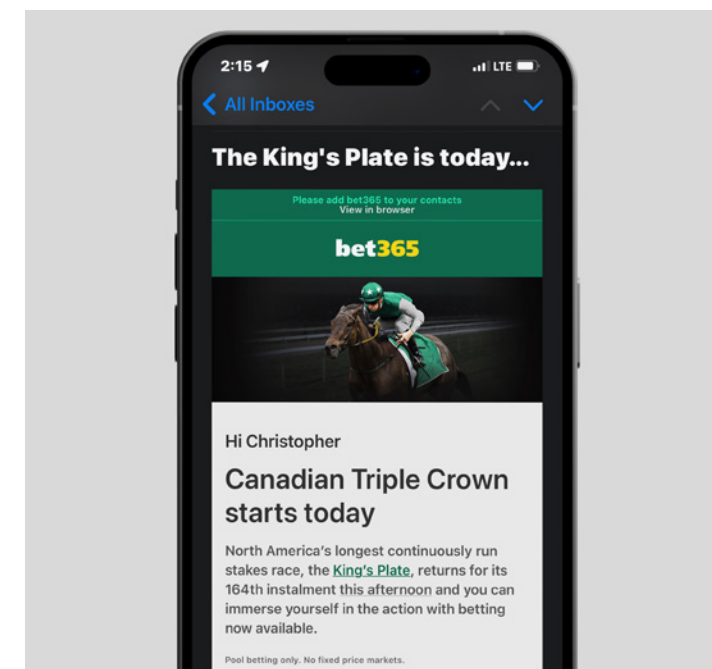 2:15
LTE
All Inboxes
The King's Plate is today...
Please add bet365 to your contacts
View in browser
bet365
Hi Christopher
Canadian Triple Crown
starts today
North America's longest continuously run
stakes race, the King's Plate, returns for its
164th instalment this afternoon and you can
immerse yourself in the action with betting
now available.
Pool betting only. No fixed price markets.